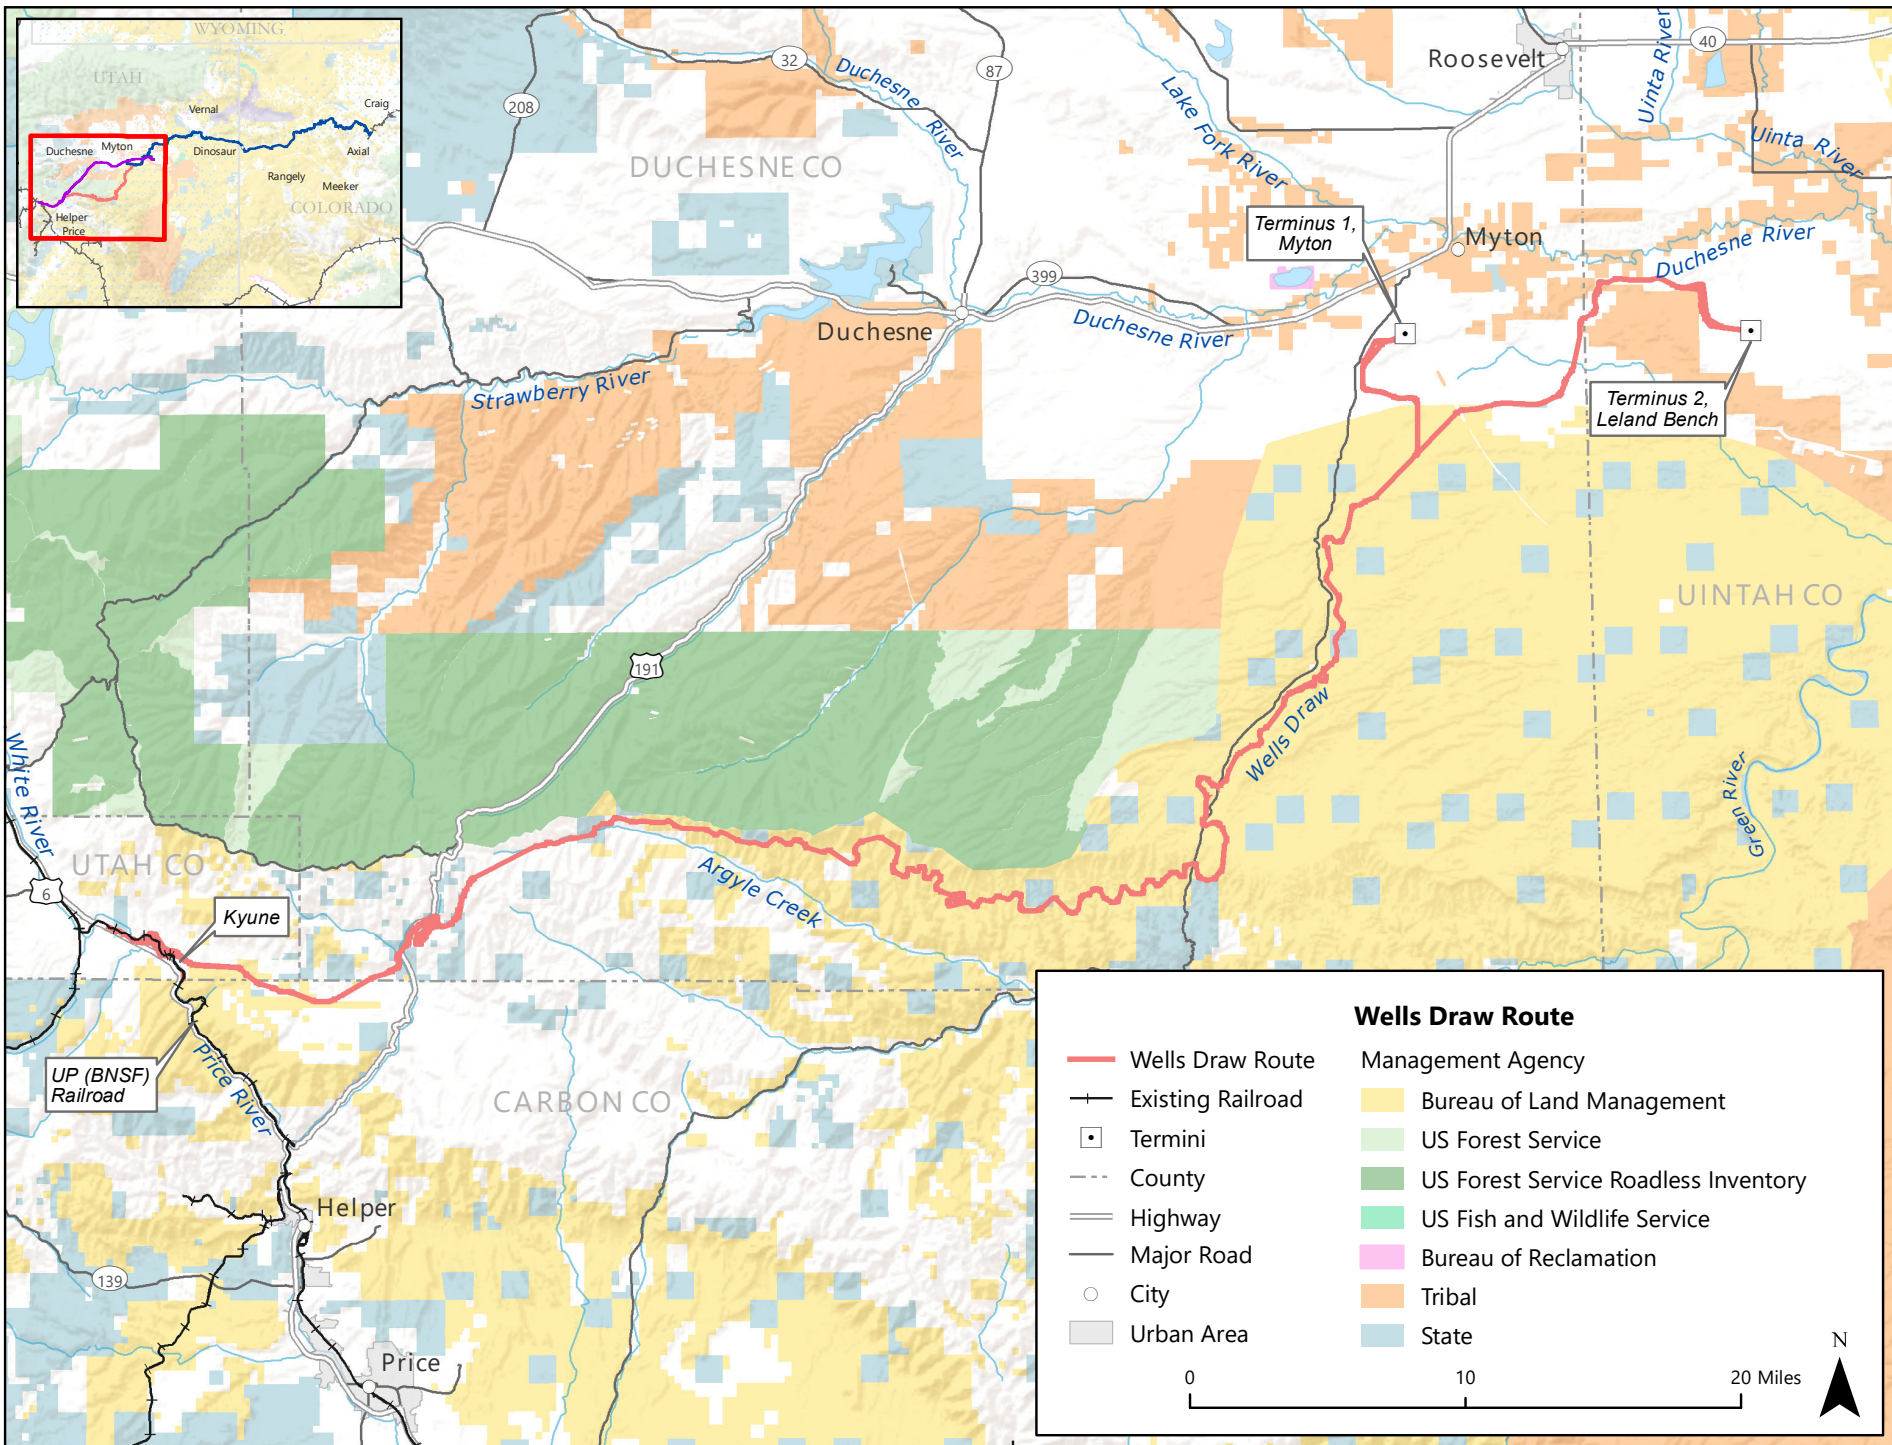 WYOMING
UTAH
Vernal
Craig
Duchesne
Myton
Dinosaur
Axial
Rangely
Meeker
COLORADO
Helper
Price
32
87
208
Duchesne River
DUCHESNE CO
Lake Fork River
Roosevelt
40
Uinta River
Uinta River
Terminus 1,
Myton
Myton
Duchesne River
399
Duchesne
Duchesne River
Strawberry River
Terminus 2,
Leland Bench
UINTAH CO
191
Wells Draw
Green River
White River
UTAH CO
6
Kyune
Argyle Creek
UP (BNSF)
Railroad
Price River
CARBON CO
Helper
139
Price
Wells Draw Route
Wells Draw Route
Existing Railroad
Termini
County
Highway
Major Road
City
Urban Area
Management Agency
Bureau of Land Management
US Forest Service
US Forest Service Roadless Inventory
US Fish and Wildlife Service
Bureau of Reclamation
Tribal
State
N
0
10
20 Miles